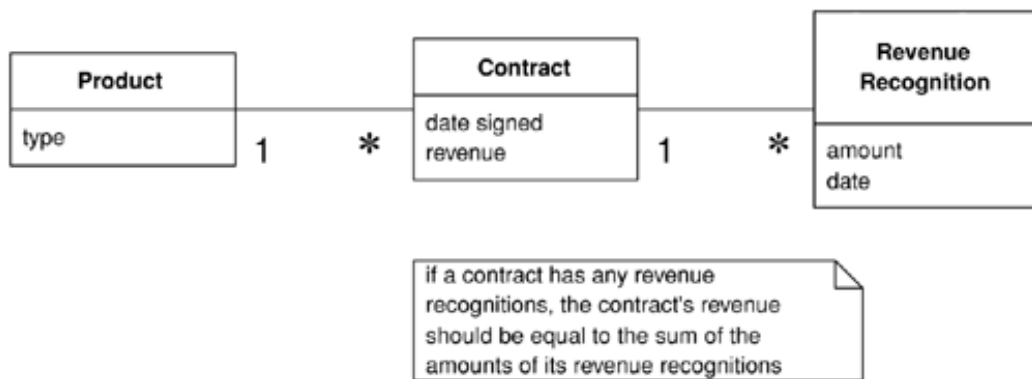 Product
type
1
*
Contract
date signed
revenue
1
*
Revenue
Recognition
amount
date
if a contract has any revenue
recognitions, the contract's revenue
should be equal to the sum of the
amounts of its revenue recognitions